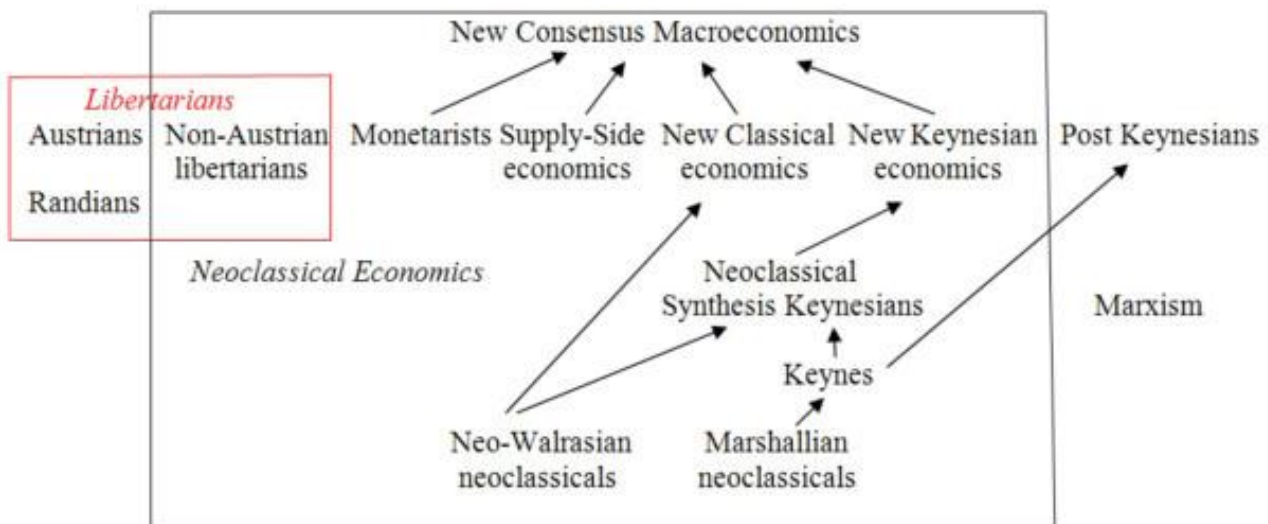 New Consensus Macroeconomics
Libertarians
Austrians
Non-Austrian
libertarians
Randians
Monetarists
Supply-Side
economics
New Classical
economics
New Keynesian
economics
Post Keynesians
Neoclassical Economics
Neoclassical
Synthesis Keynesians
Marxism
Keynes
Neo-Walrasian
neoclassicals
Marshallian
neoclassicals